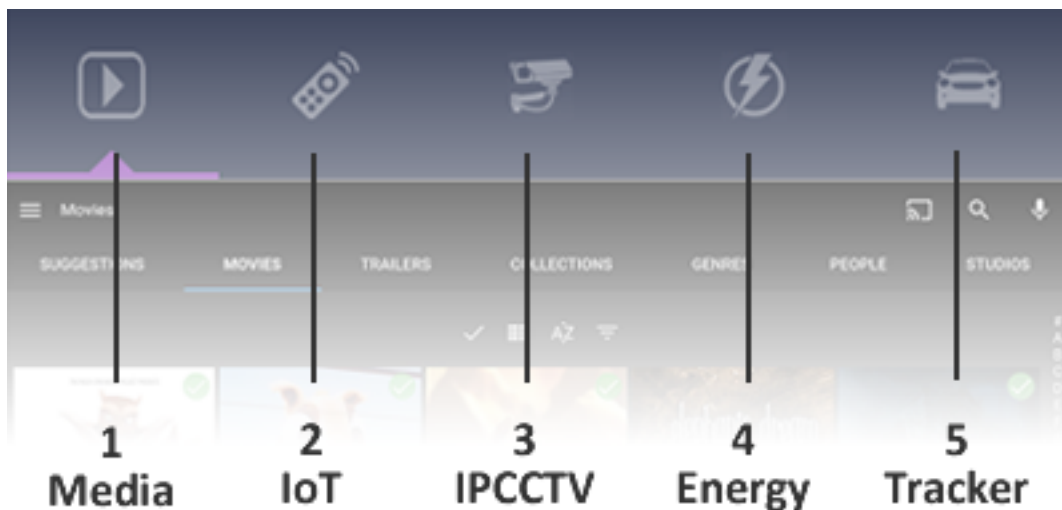 Movies
SUGGESTIONS MOVIES TRAILERS COLLECTIONS GENRES PEOPLE STUDIOS
1 2 3 4 5
Media IoT IPCCTV Energy Tracker